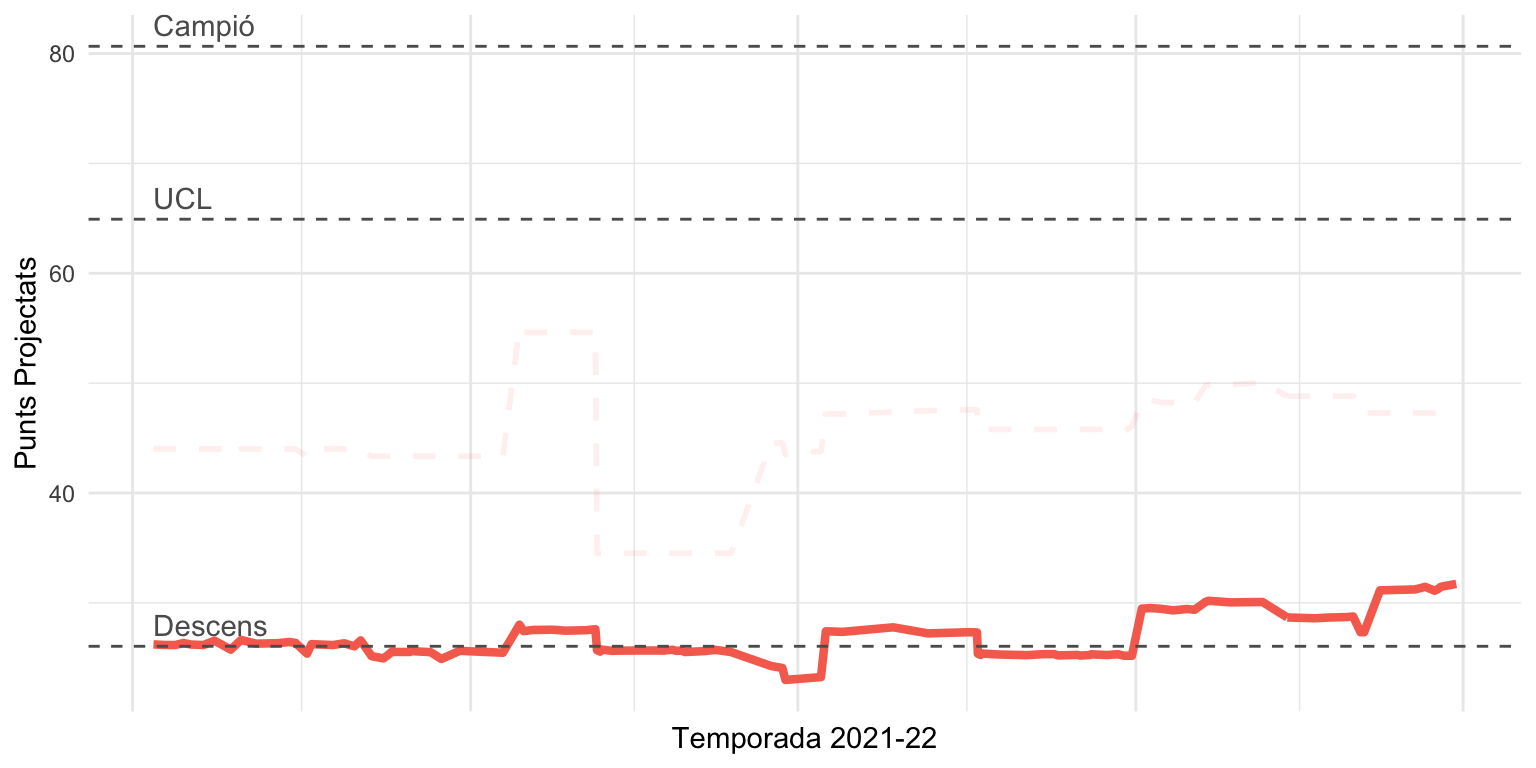 Campió
80
UCL
60
Punts Projectats
40
Descens
Temporada 2021-22